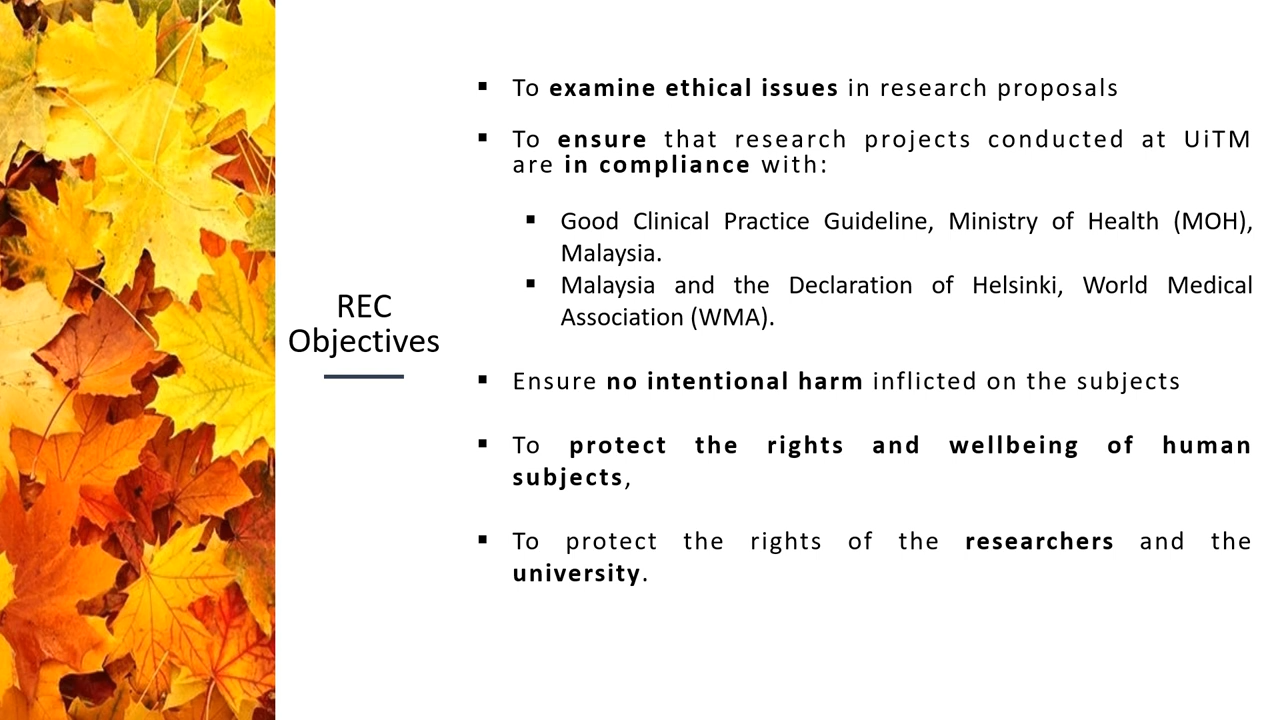 REC
Objectives
▪ To examine ethical issues in research proposals
▪ To ensure that research projects conducted at UiTM
are in compliance with:
▪ Good Clinical Practice Guideline, Ministry of Health (MOH),
Malaysia.
▪ Malaysia and the Declaration of Helsinki, World Medical
Association (WMA).
▪ Ensure no intentional harm inflicted on the subjects
▪ To protect the rights and wellbeing of human
subjects,
▪ To protect the rights of the researchers and the
university.